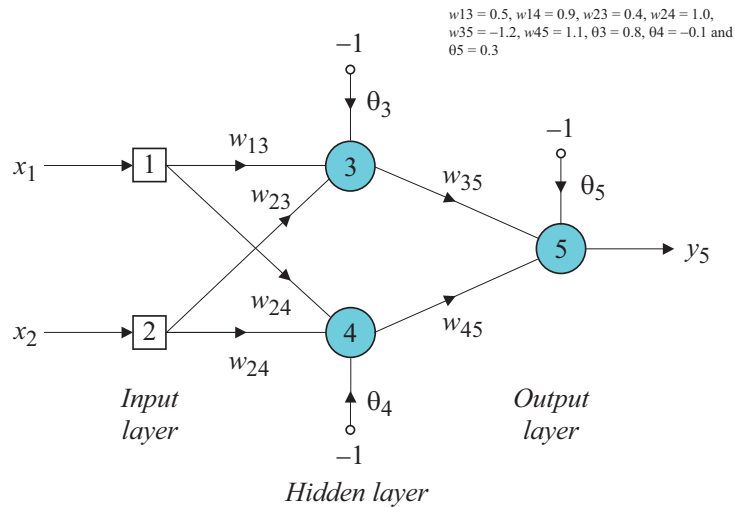 w13 = 0.5, w14 = 0.9, w23 = 0.4, w24 = 1.0,
w35 = −1.2, w45 = 1.1, θ3 = 0.8, θ4 = −0.1 and
θ5 = 0.3
−1
θ3
−1
x1
1
w13
3
w35
θ5
w23
5
y5
w24
x2
2
4
w45
w24
θ4
Input
layer
Output
layer
−1
Hidden layer